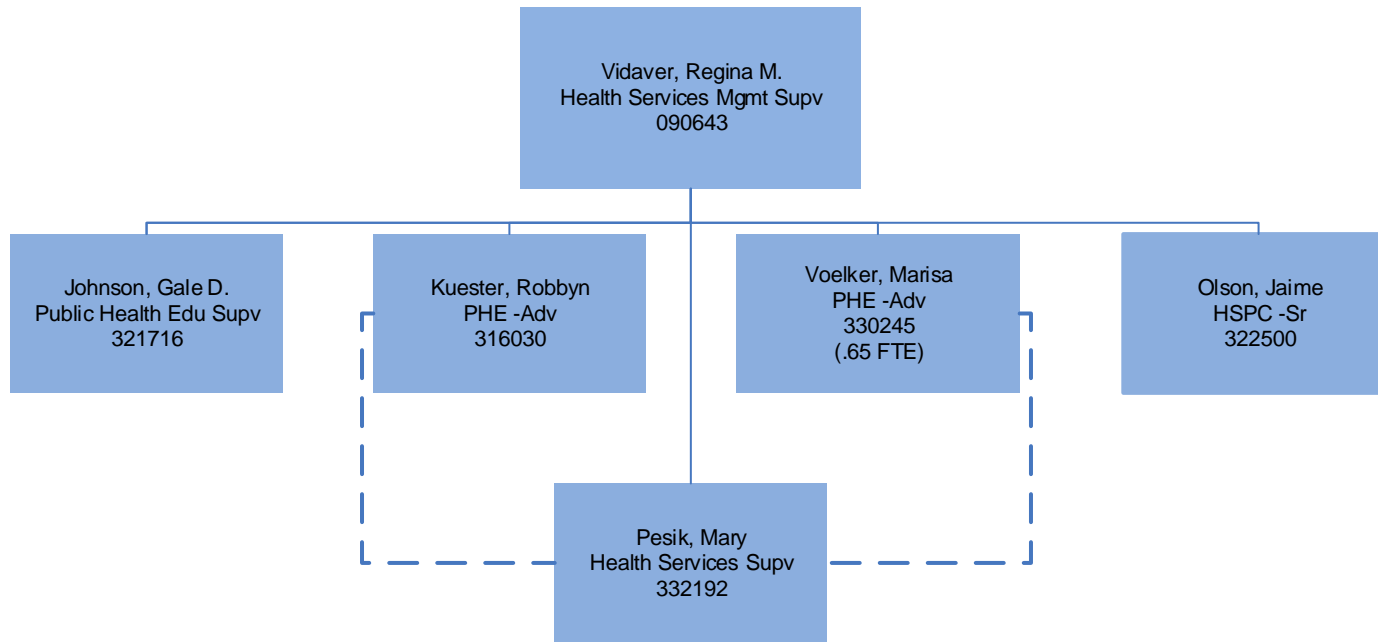 Vidaver, Regina M.
Health Services Mgmt Supv
090643
Johnson, Gale D.
Public Health Edu Supv
321716
Kuester, Robbyn
PHE -Adv
316030
Voelker, Marisa
PHE -Adv
330245
(.65 FTE)
Olson, Jaime
HSPC -Sr
322500
Pesik, Mary
Health Services Supv
332192